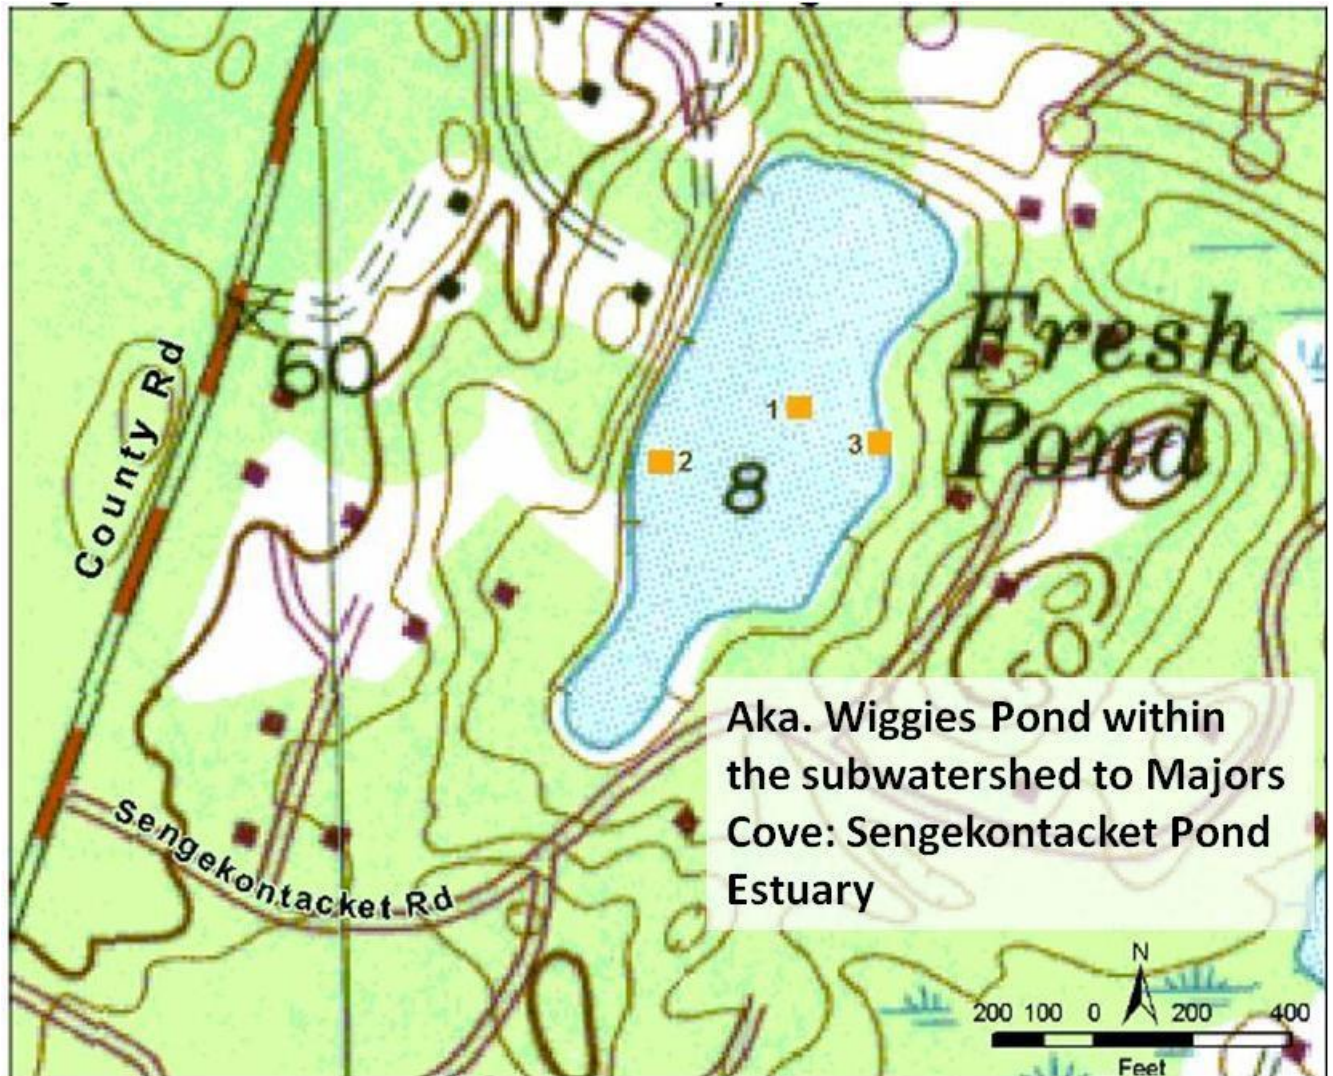 60
County Rd
Fresh
Pond
1
2
3
8
60
Aka. Wiggies Pond within
the subwatershed to Majors
Cove: Sengekontacket Pond
Estuary
Sengekontacket Rd
N
200 100 0 200 400
Feet